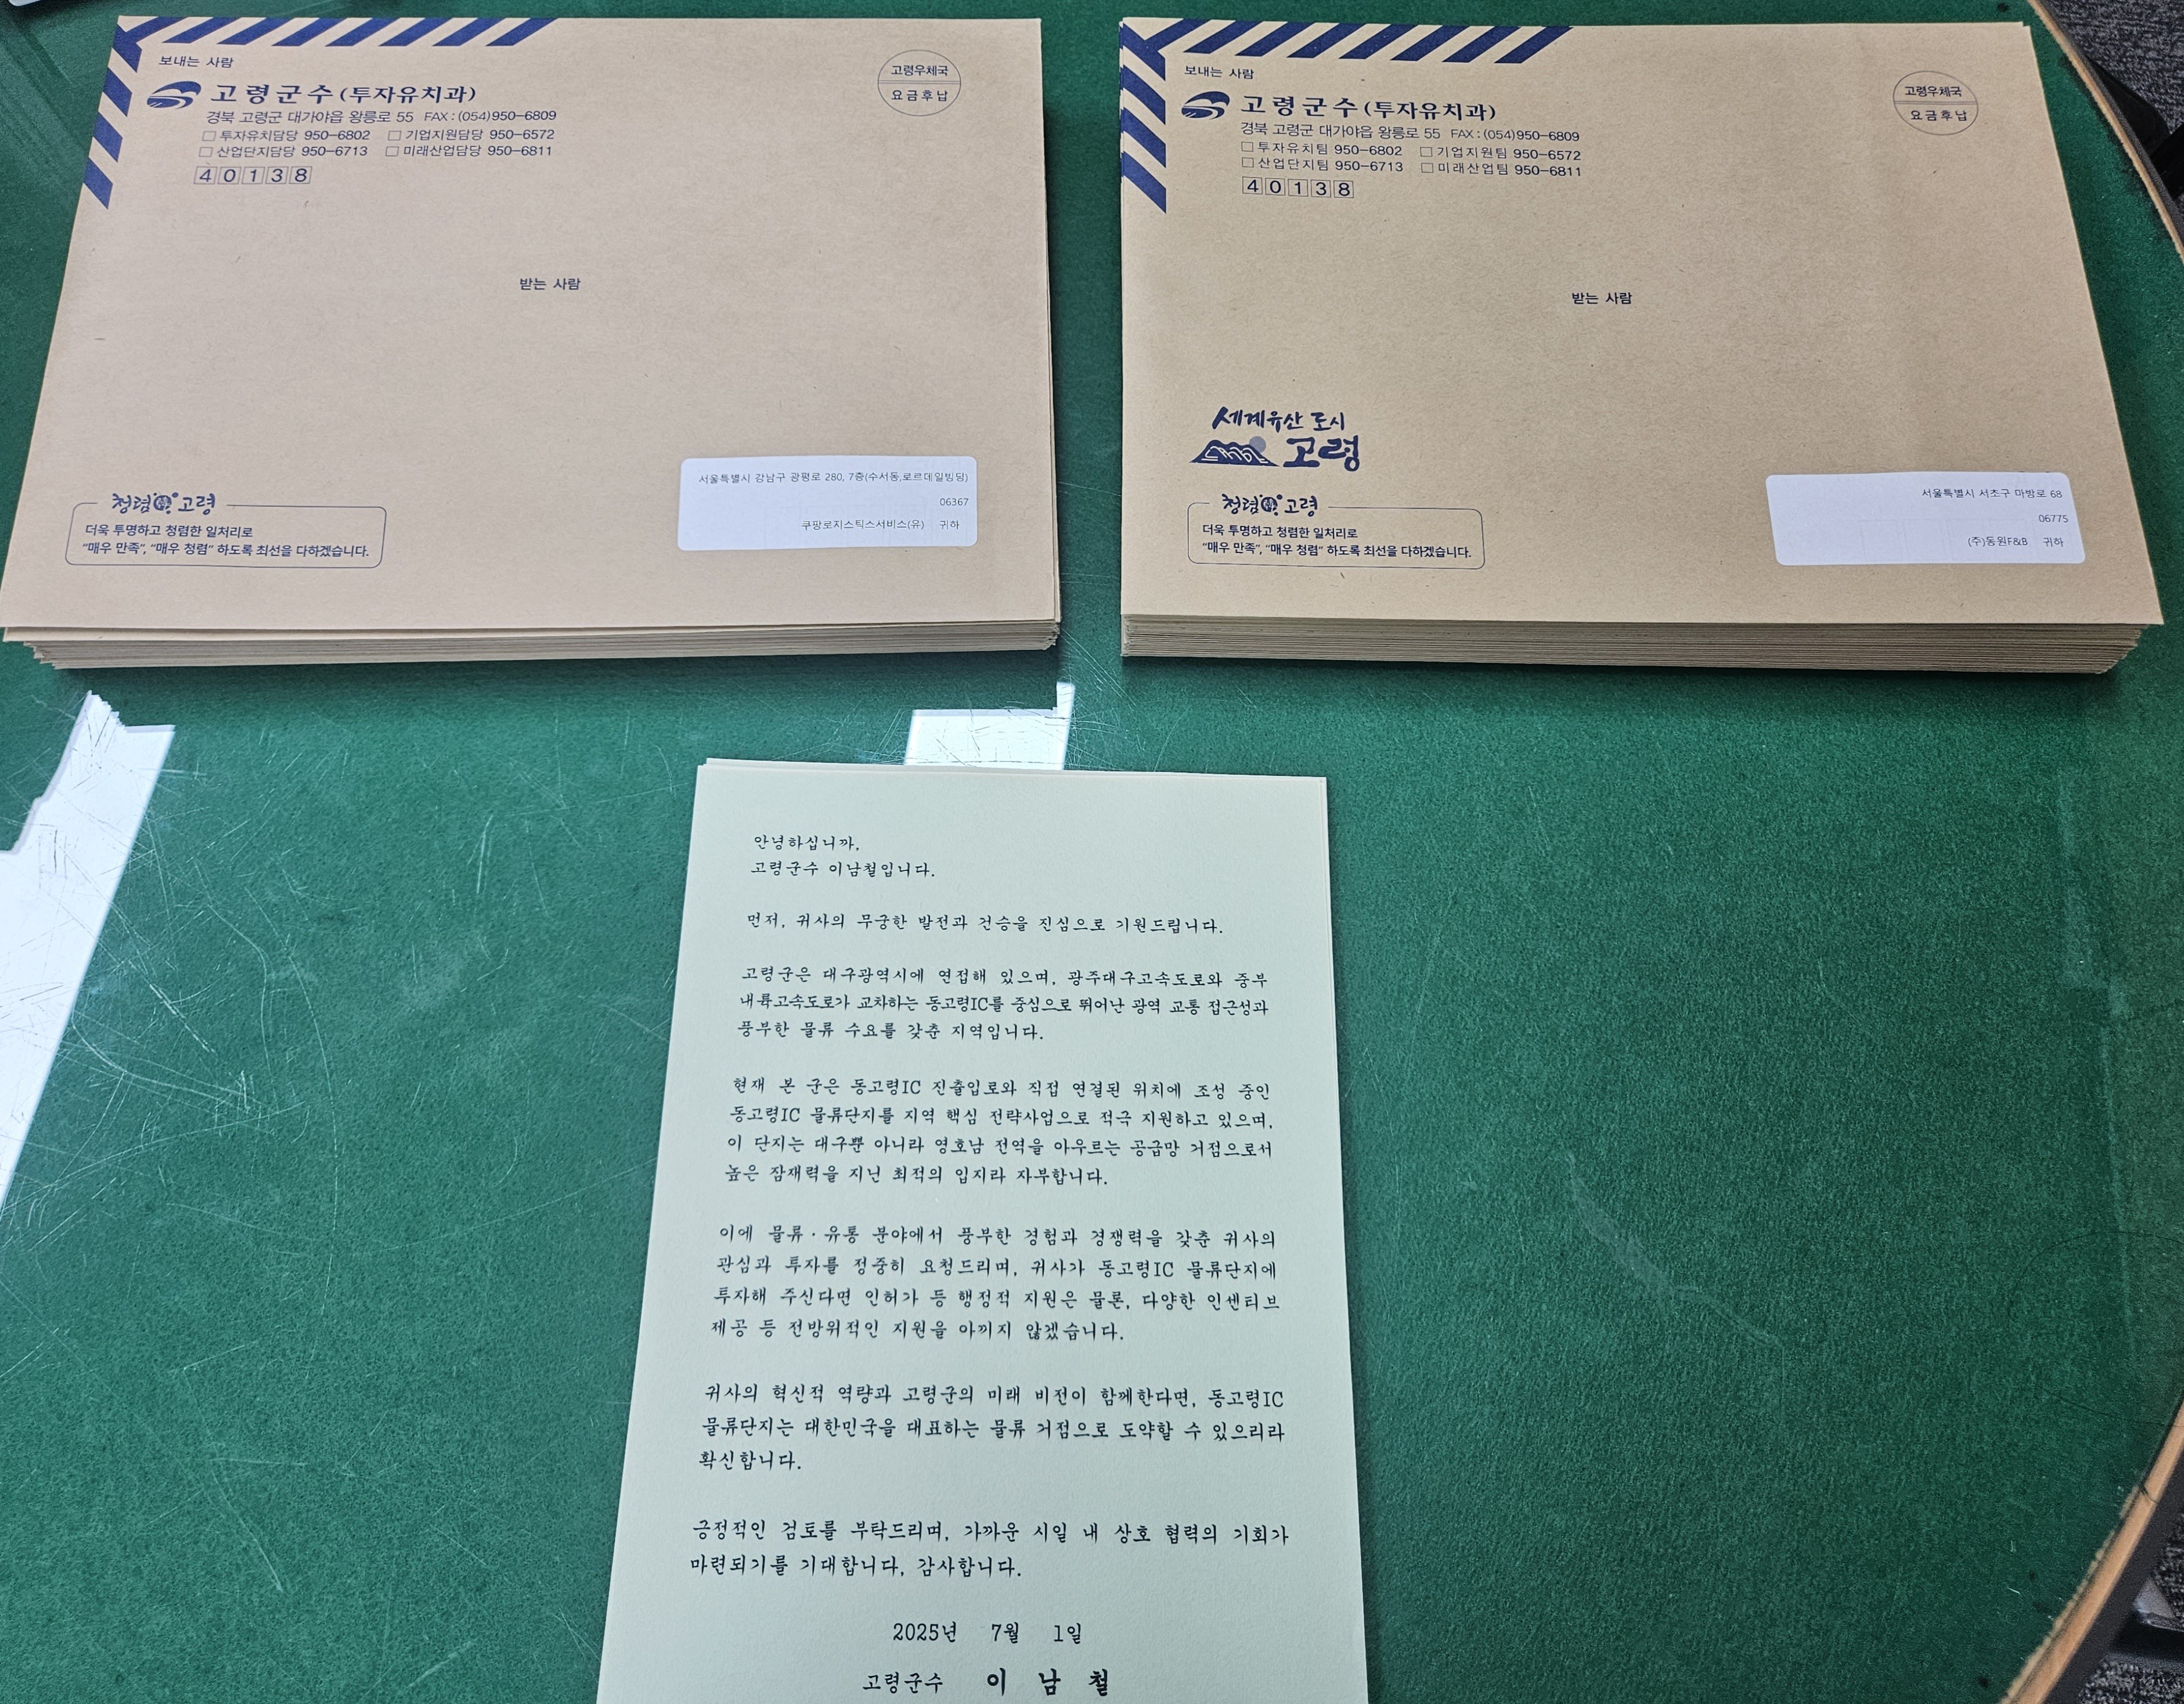 보내는 사람
고령군수(투자유치과)
경북 고령군 대가야읍 왕릉로 55 FAX : (054)950-6809
□ 투자유치담당 950-6802 □ 기업지원담당 950-6572
□ 산업단지담당 950-6713 □ 미래산업담당 950-6811
40138
고령우체국
요금후납
받는 사람
서울특별시 강남구 광평로 280, 7층(수서동,로르데일빌딩)
06367
쿠팡로지스틱스서비스(유) 귀하
청렴 고령
더욱 투명하고 청렴한 일처리로
“매우 만족”, “매우 청렴” 하도록 최선을 다하겠습니다.
보내는 사람
고령군수(투자유치과)
경북 고령군 대가야읍 왕릉로 55 FAX : (054)950-6809
□ 투자유치팀 950-6802 □ 기업지원팀 950-6572
□ 산업단지팀 950-6713 □ 미래산업팀 950-6811
40138
고령우체국
요금후납
받는 사람
세계유산 도시
고령
서울특별시 서초구 마방로 68
06775
(주)동원F&B 귀하
청렴 고령
더욱 투명하고 청렴한 일처리로
“매우 만족”, “매우 청렴” 하도록 최선을 다하겠습니다.
안녕하십니까,
고령군수 이남철입니다.
먼저, 귀사의 무궁한 발전과 건승을 진심으로 기원드립니다.
고령군은 대구광역시에 연접해 있으며, 광주대구고속도로와 중부
내륙고속도로가 교차하는 동고령IC를 중심으로 뛰어난 광역 교통 접근성과
풍부한 물류 수요를 갖춘 지역입니다.
현재 본 군은 동고령IC 진출입로와 직접 연결된 위치에 조성 중인
동고령IC 물류단지를 지역 핵심 전략사업으로 적극 지원하고 있으며,
이 단지는 대구뿐 아니라 영호남 전역을 아우르는 공급망 거점으로서
높은 잠재력을 지닌 최적의 입지라 자부합니다.
이에 물류·유통 분야에서 풍부한 경험과 경쟁력을 갖춘 귀사의
관심과 투자를 정중히 요청드리며, 귀사가 동고령IC 물류단지에
투자해 주신다면 인허가 등 행정적 지원은 물론, 다양한 인센티브
제공 등 전방위적인 지원을 아끼지 않겠습니다.
귀사의 혁신적 역량과 고령군의 미래 비전이 함께한다면, 동고령IC
물류단지는 대한민국을 대표하는 물류 거점으로 도약할 수 있으리라
확신합니다.
긍정적인 검토를 부탁드리며, 가까운 시일 내 상호 협력의 기회가
마련되기를 기대합니다, 감사합니다.
2025년 7월 1일
고령군수 이 남 철